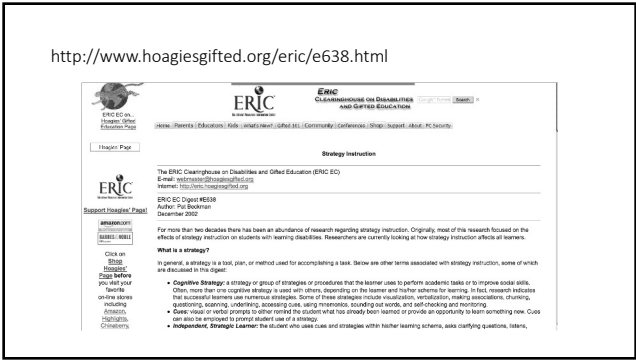 http://www.hoagiesgifted.org/eric/e638.html
ERIC EC on...
Hoagies' Gifted
Education Page
ERIC
ERIC
CLEARINGHOUSE ON DISABILITIES
AND GIFTED EDUCATION
Search
Home Parents Educators Kids What's New? Gifted 101 Community Conferences Shop Support About PC Security
Hoagies Page
Strategy Instruction
ERIC
The ERIC Clearinghouse on Disabilities and Gifted Education (ERIC EC)
E-mail: webmaster@hoagiesgifted.org
Internet: http://eric.hoagiesgifted.org
Support Hoagies' Page!
ERIC EC Digest #E638
Author: Pat Beckman
December 2002
amazon.com
BARNES & NOBLE
For more than two decades there has been an abundance of research regarding strategy instruction. Originally, most of this research focused on the
effects of strategy instruction on students with learning disabilities. Researchers are currently looking at how strategy instruction affects all learners.
Click on
Shop
Hoagies'
Page before
you visit your
favorite
on-line stores
including
Amazon,
Highlights,
Chinaberry,
What is a strategy?
In general, a strategy is a tool, plan, or method used for accomplishing a task. Below are other terms associated with strategy instruction, some of which
are discussed in this digest:
• Cognitive Strategy: a strategy or group of strategies or procedures that the learner uses to perform academic tasks or to improve social skills.
Often, more than one cognitive strategy is used with others, depending on the learner and his/her schema for learning. In fact, research indicates
that successful learners use numerous strategies. Some of these strategies include visualization, verbalization, making associations, chunking,
questioning, scanning, underlining, accessing cues, using mnemonics, sounding out words, and self-checking and monitoring.
• Cues: visual or verbal prompts to either remind the student what has already been learned or provide an opportunity to learn something new. Cues
can also be employed to prompt student use of a strategy.
• Independent, Strategic Learner: the student who uses cues and strategies within his/her learning schema, asks clarifying questions, listens,